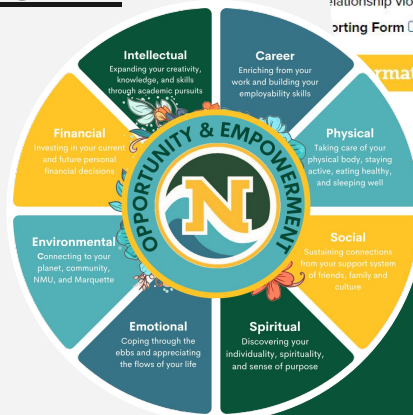 elationship vio
orting Form
rmat
Intellectual
Expanding your creativity,
knowledge, and skills
through academic pursuits
Career
Enriching from your
work and building your
employability skills
Financial
Investing in your current
and future personal
financial decisions
Physical
Taking care of your
physical body, staying
active, eating healthy,
and sleeping well
OPPORTUNITY & EMPOWERMENT
N
Environmental
Connecting to your
planet, community,
NMU, and Marquette
Social
Sustaining connections
from your support system
of friends, family and
culture
Emotional
Coping through the
ebbs and appreciating
the flows of your life
Spiritual
Discovering your
individuality, spirituality,
and sense of purpose